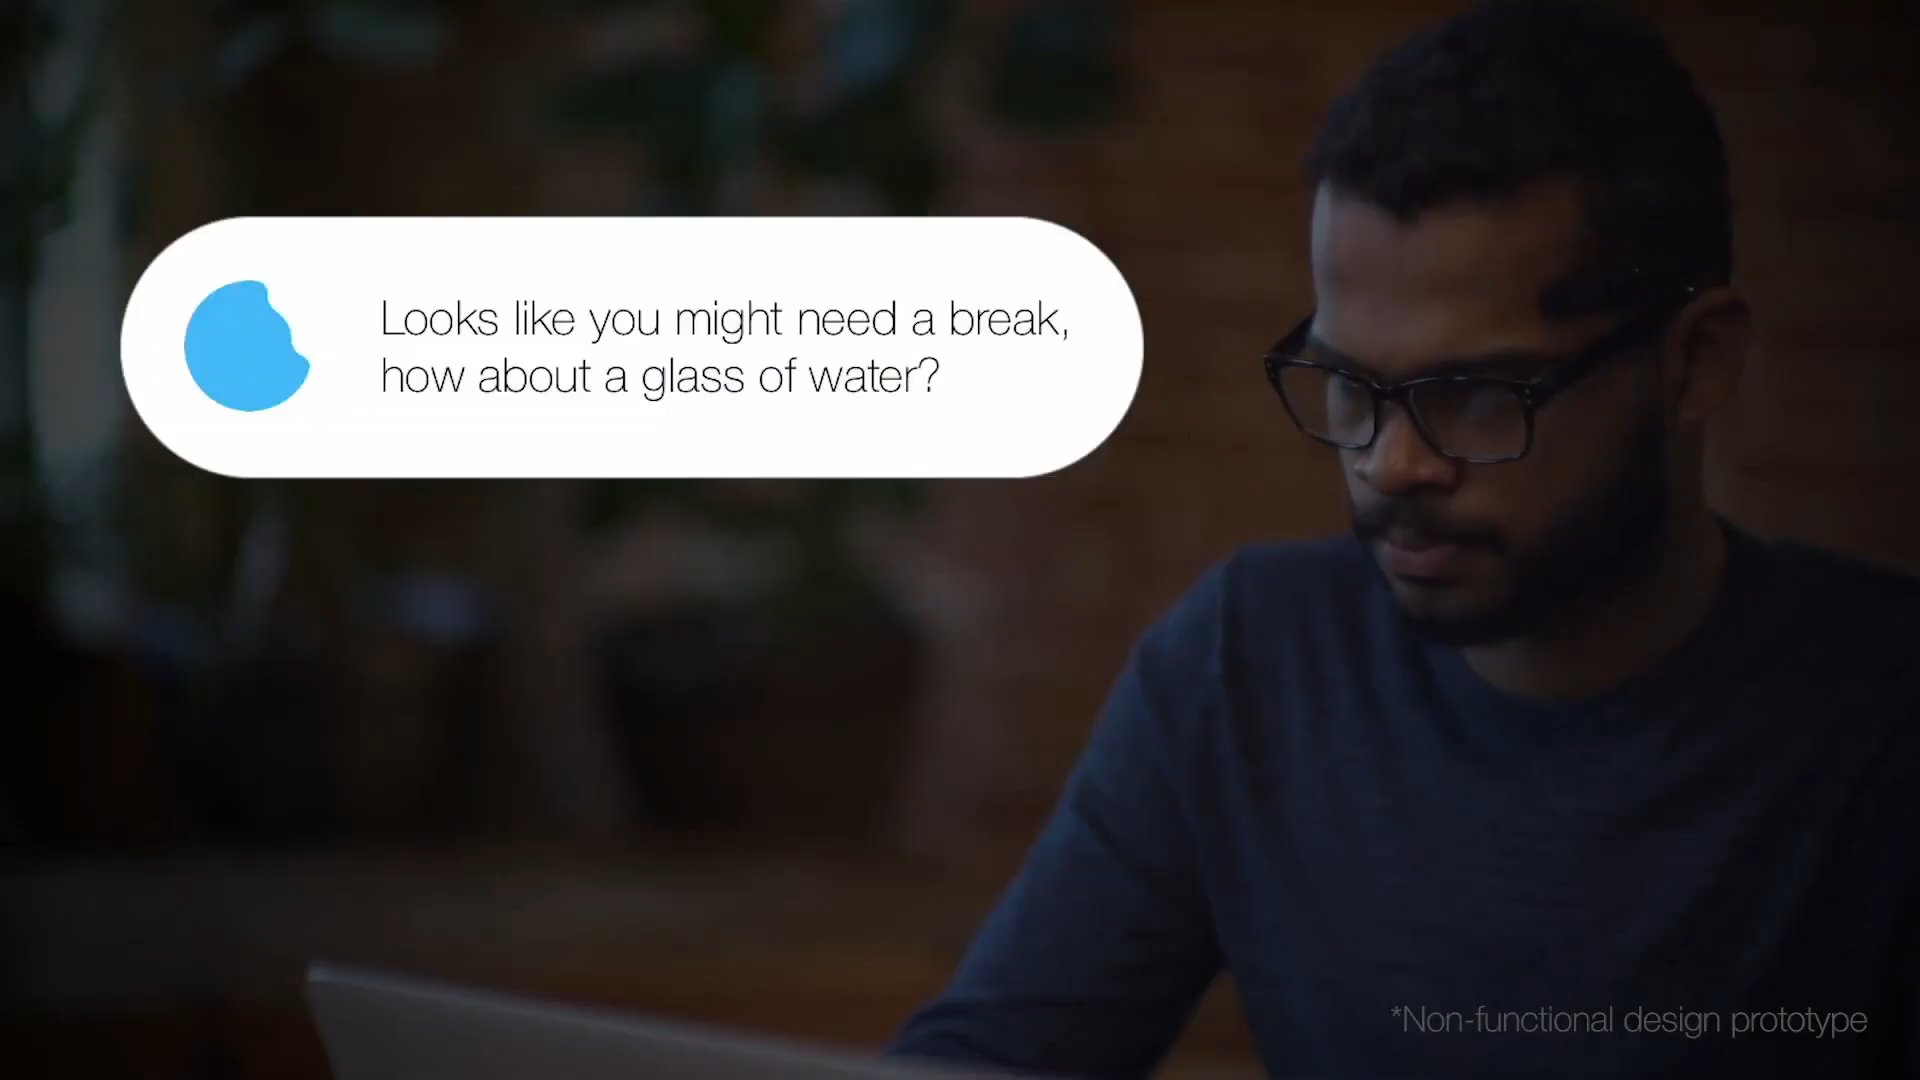 Looks like you might need a break,
how about a glass of water?
*Non-functional design prototype